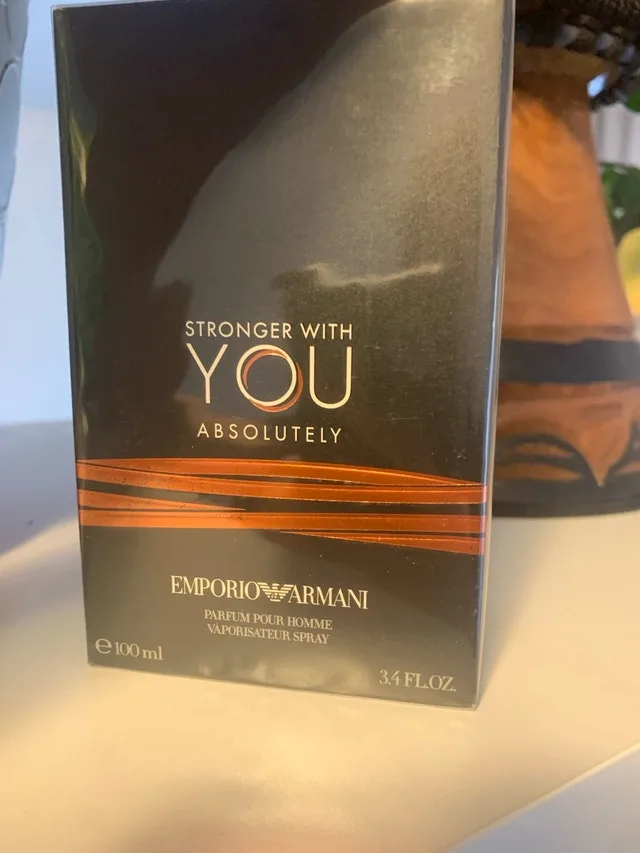 STRONGER WITH
YOU
ABSOLUTELY
EMPORIO ARMANI
PARFUM POUR HOMME
VAPORISATEUR SPRAY
℮100 ml
3.4 FL.OZ.